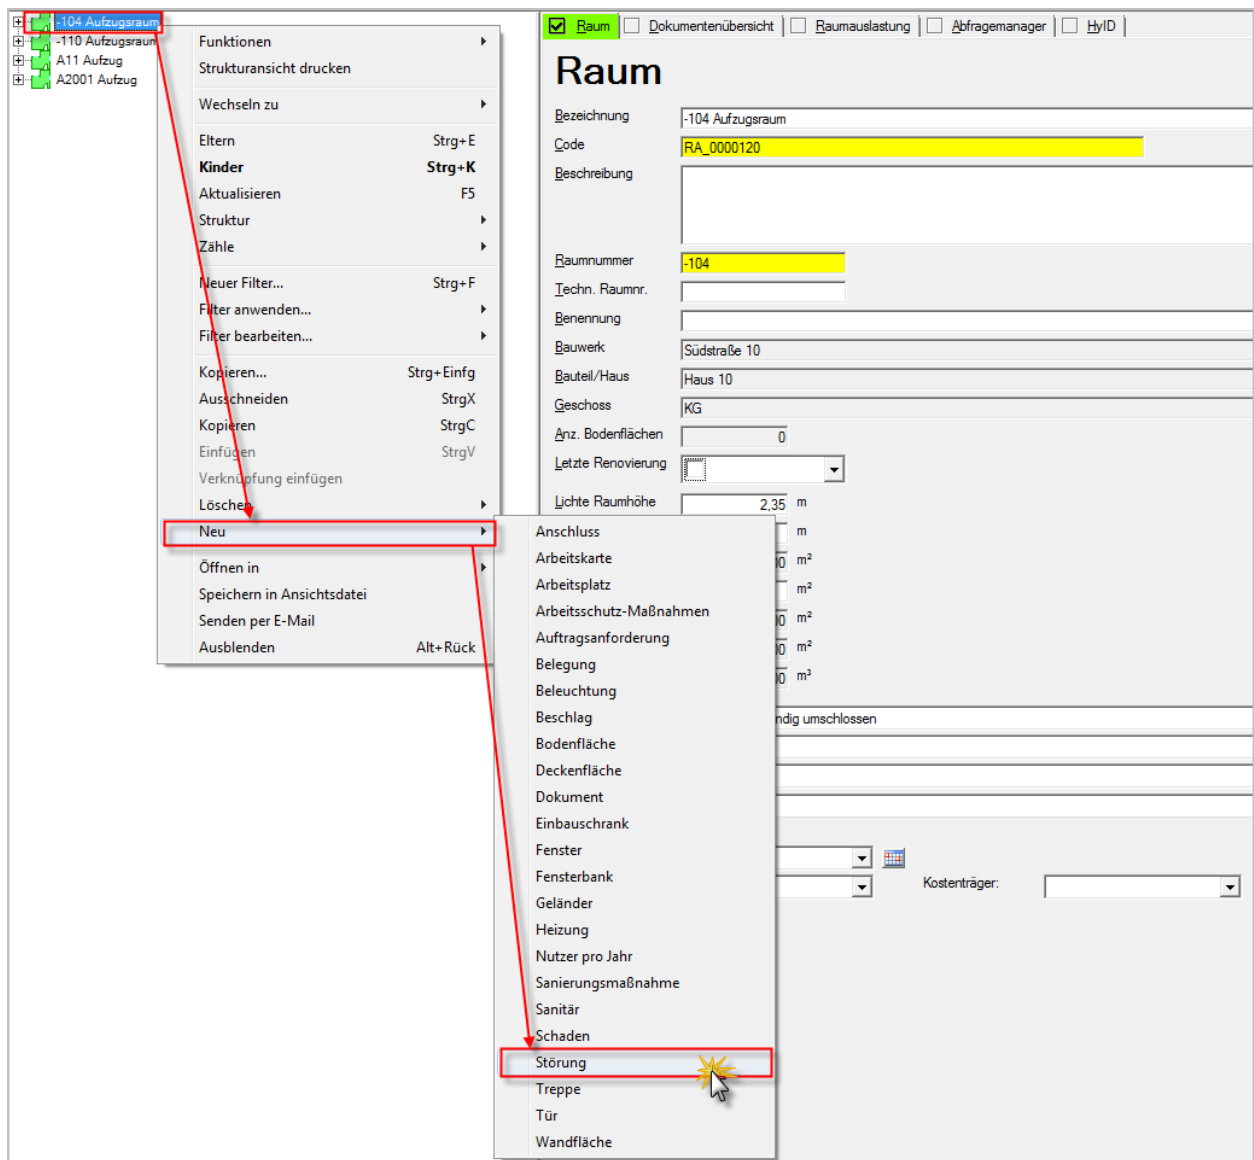 -104 Aufzugsraum
-110 Aufzugsraum
A11 Aufzug
A2001 Aufzug
Funktionen
Strukturansicht drucken
Wechseln zu
Eltern Strg+E
Kinder Strg+K
Aktualisieren F5
Struktur
Zähle
Neuer Filter... Strg+F
Filter anwenden...
Filter bearbeiten...
Kopieren... Strg+Einfg
Ausschneiden StrgX
Kopieren StrgC
Einfügen StrgV
Verknüpfung einfügen
Löschen
Neu
Öffnen in
Speichern in Ansichtsdatei
Senden per E-Mail
Ausblenden Alt+Rück
Anschluss
Arbeitskarte
Arbeitsplatz
Arbeitsschutz-Maßnahmen
Auftragsanforderung
Belegung
Beleuchtung
Beschlag
Bodenfläche
Deckenfläche
Dokument
Einbauschrank
Fenster
Fensterbank
Geländer
Heizung
Nutzer pro Jahr
Sanierungsmaßnahme
Sanitär
Schaden
Störung
Treppe
Tür
Wandfläche
Raum Dokumentenübersicht Raumauslastung Abfragemanager HyID
Raum
Bezeichnung -104 Aufzugsraum
Code RA_0000120
Beschreibung
Raumnummer -104
Techn. Raumnr.
Benennung
Bauwerk Südstraße 10
Bauteil/Haus Haus 10
Geschoss KG
Anz. Bodenflächen 0
Letzte Renovierung
Lichte Raumhöhe 2,35 m
m
m²
m²
m²
m²
m³
ndig umschlossen
Kostenträger: